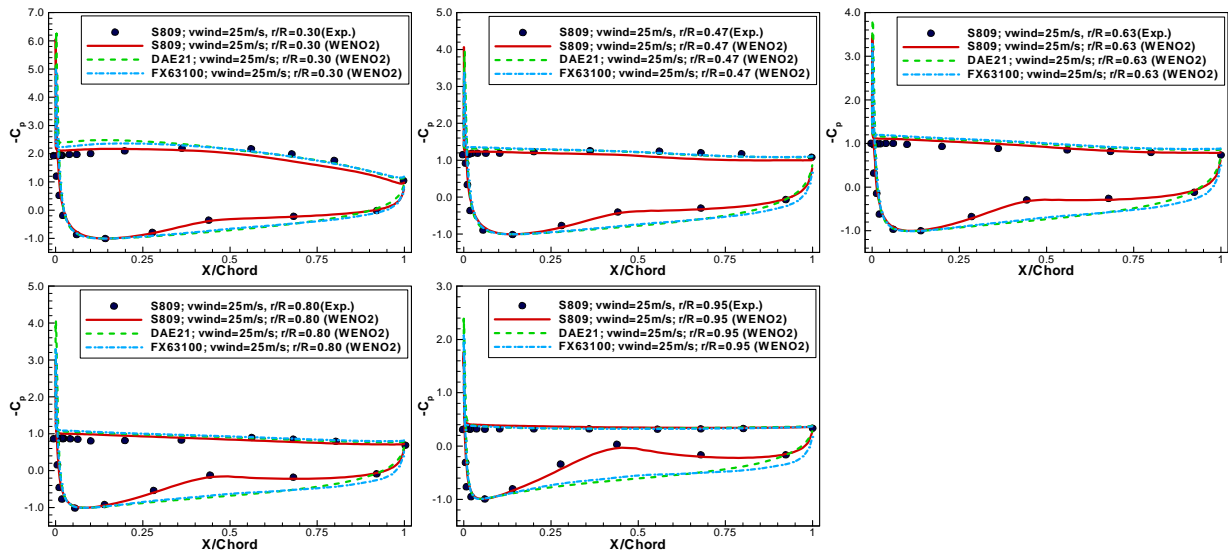 S809; vwind=25m/s, r/R=0.30(Exp.)
S809; vwind=25m/s; r/R=0.30 (WENO2)
DAE21; vwind=25m/s; r/R=0.30 (WENO2)
FX63100; vwind=25m/s; r/R=0.30 (WENO2)
7.0
6.0
5.0
4.0
3.0
2.0
1.0
0.0
-1.0
-Cp
0
0.25
0.5
0.75
1
X/Chord
S809; vwind=25m/s, r/R=0.47(Exp.)
S809; vwind=25m/s; r/R=0.47 (WENO2)
DAE21; vwind=25m/s; r/R=0.47 (WENO2)
FX63100; vwind=25m/s; r/R=0.47 (WENO2)
5.0
4.0
3.0
2.0
1.0
0.0
-1.0
-Cp
0
0.25
0.5
0.75
1
X/Chord
S809; vwind=25m/s, r/R=0.63(Exp.)
S809; vwind=25m/s; r/R=0.63 (WENO2)
DAE21; vwind=25m/s; r/R=0.63 (WENO2)
FX63100; vwind=25m/s; r/R=0.63 (WENO2)
4.0
3.0
2.0
1.0
0.0
-1.0
-Cp
0
0.25
0.5
0.75
1
X/Chord
S809; vwind=25m/s, r/R=0.80(Exp.)
S809; vwind=25m/s; r/R=0.80 (WENO2)
DAE21; vwind=25m/s; r/R=0.80 (WENO2)
FX63100; vwind=25m/s; r/R=0.80 (WENO2)
5.0
4.0
3.0
2.0
1.0
0.0
-1.0
-Cp
0
0.25
0.5
0.75
1
X/Chord
S809; vwind=25m/s, r/R=0.95(Exp.)
S809; vwind=25m/s; r/R=0.95 (WENO2)
DAE21; vwind=25m/s; r/R=0.95 (WENO2)
FX63100; vwind=25m/s; r/R=0.95 (WENO2)
3.0
2.0
1.0
0.0
-1.0
-Cp
0
0.25
0.5
0.75
1
X/Chord